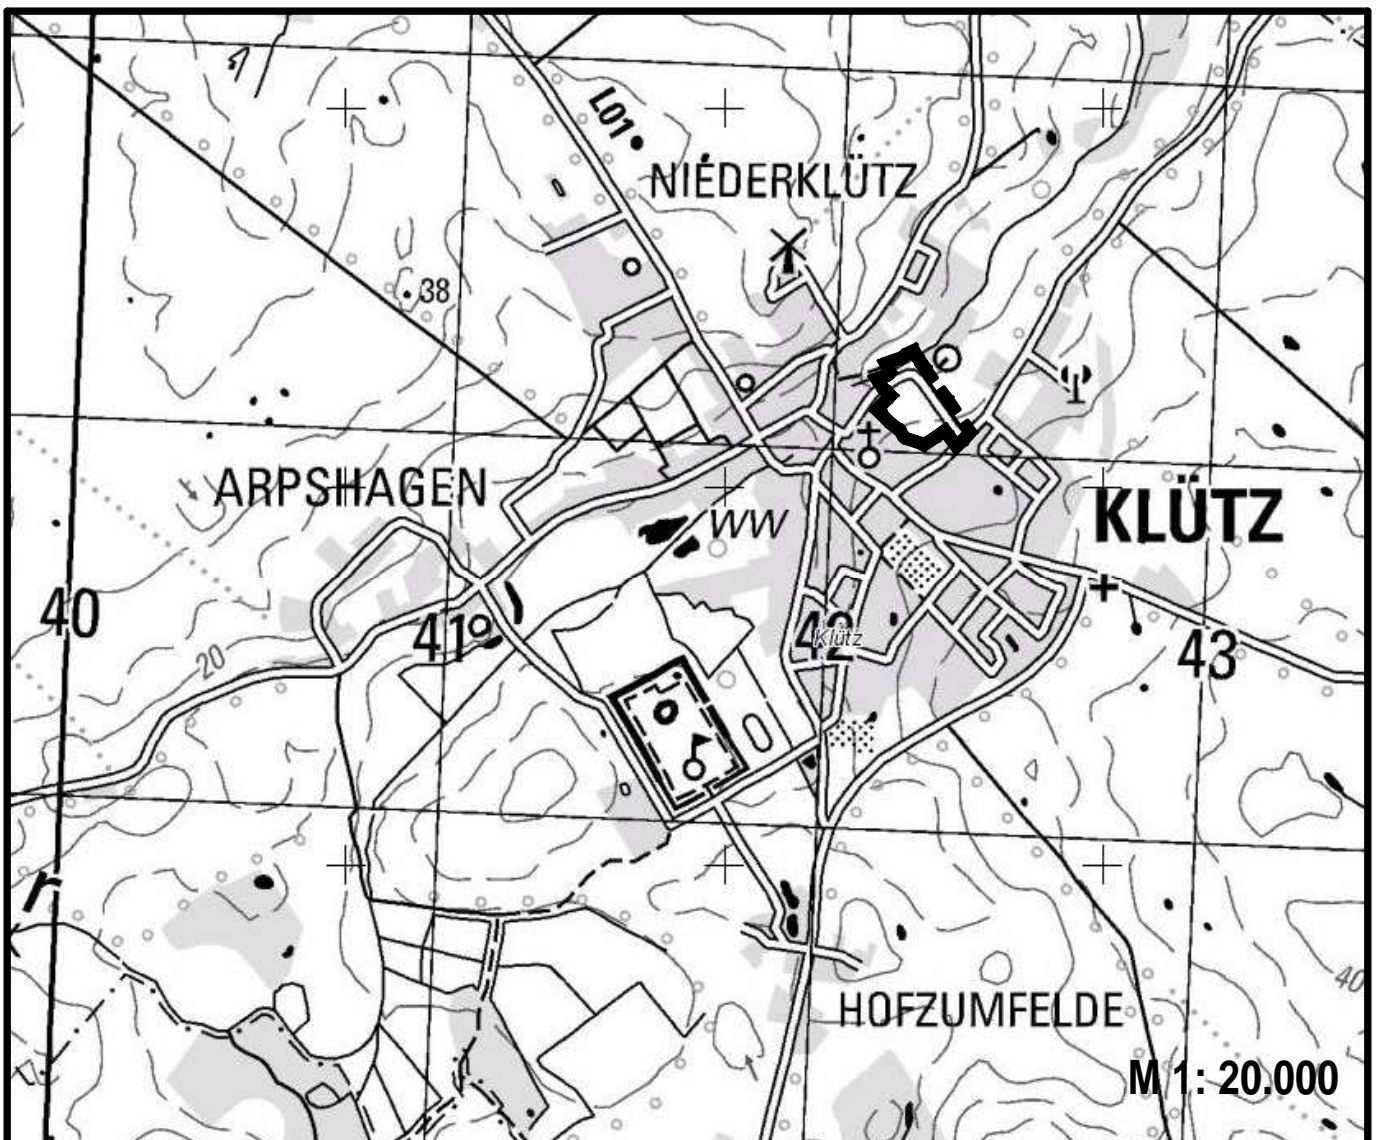 L01
NIEDERKLÜTZ
38
ARPSHAGEN
WW
KLÜTZ
40
41
42
Klütz
43
20
r
40
HOFZUMFELDE
M 1: 20.000